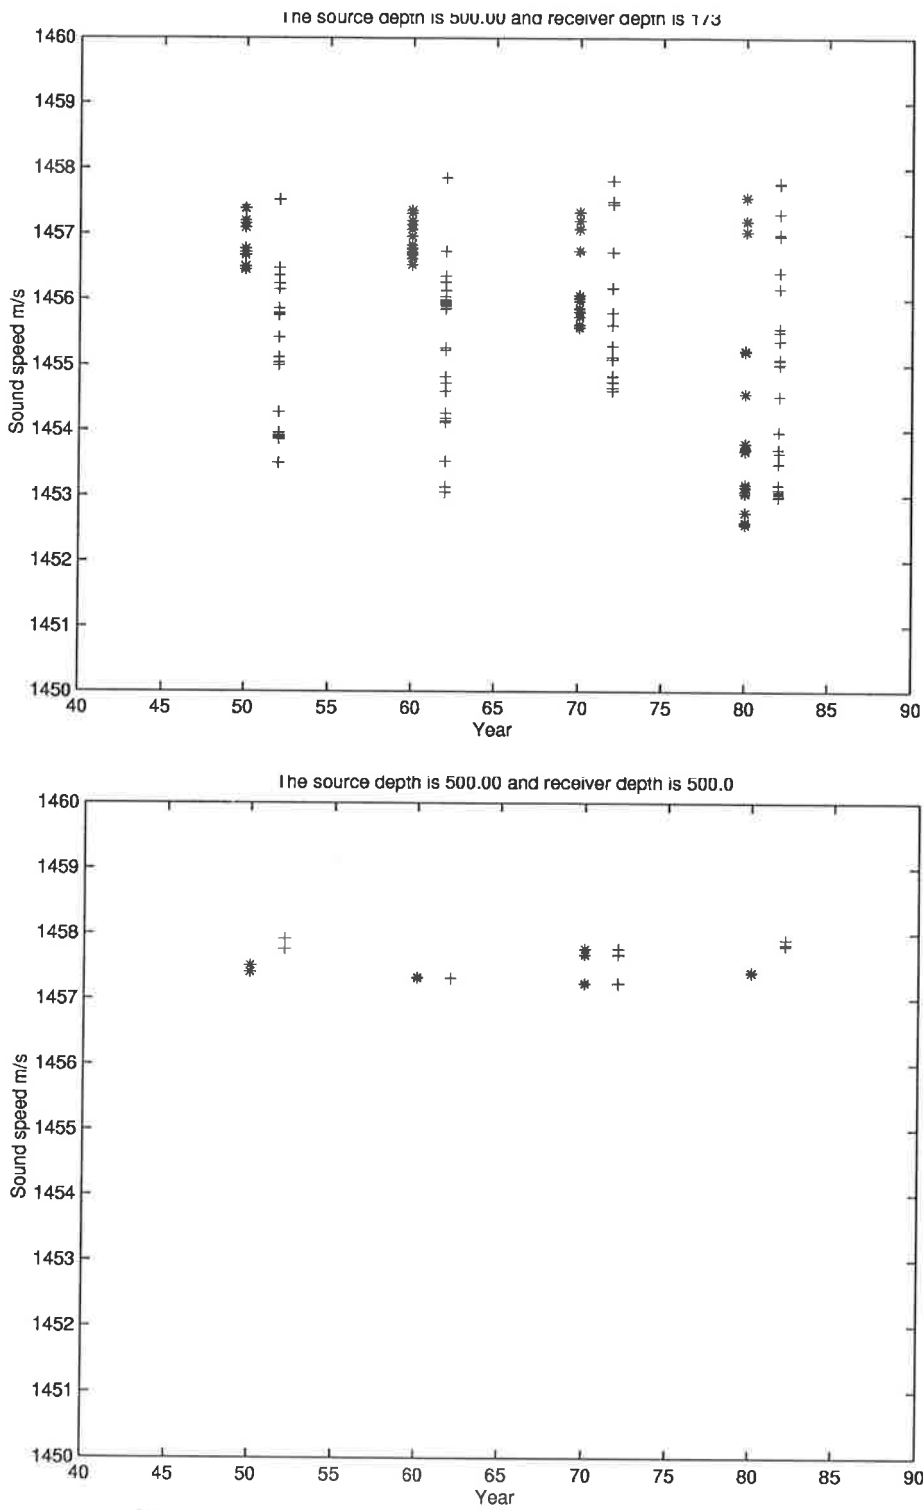 The source depth is 500.00 and receiver depth is 173
1460
1459
1458
1457
1456
1455
1454
1453
1452
1451
1450
Sound speed m/s
40 45 50 55 60 65 70 75 80 85 90
Year
The source depth is 500.00 and receiver depth is 500.0
1460
1459
1458
1457
1456
1455
1454
1453
1452
1451
1450
Sound speed m/s
40 45 50 55 60 65 70 75 80 85 90
Year